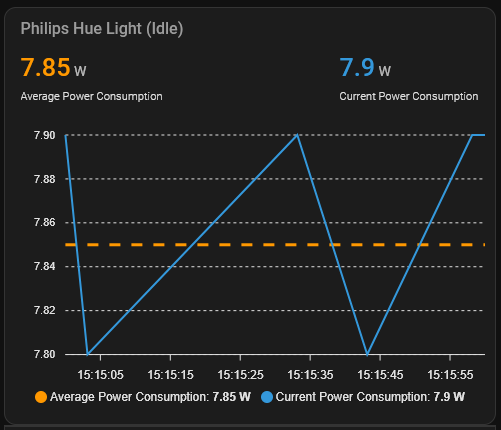 Philips Hue Light (Idle)
7.85 W 7.9 W
Average Power Consumption Current Power Consumption
7.90
7.88
7.86
7.84
7.82
7.80
15:15:05 15:15:15 15:15:25 15:15:35 15:15:45 15:15:55
Average Power Consumption: 7.85 W Current Power Consumption: 7.9 W